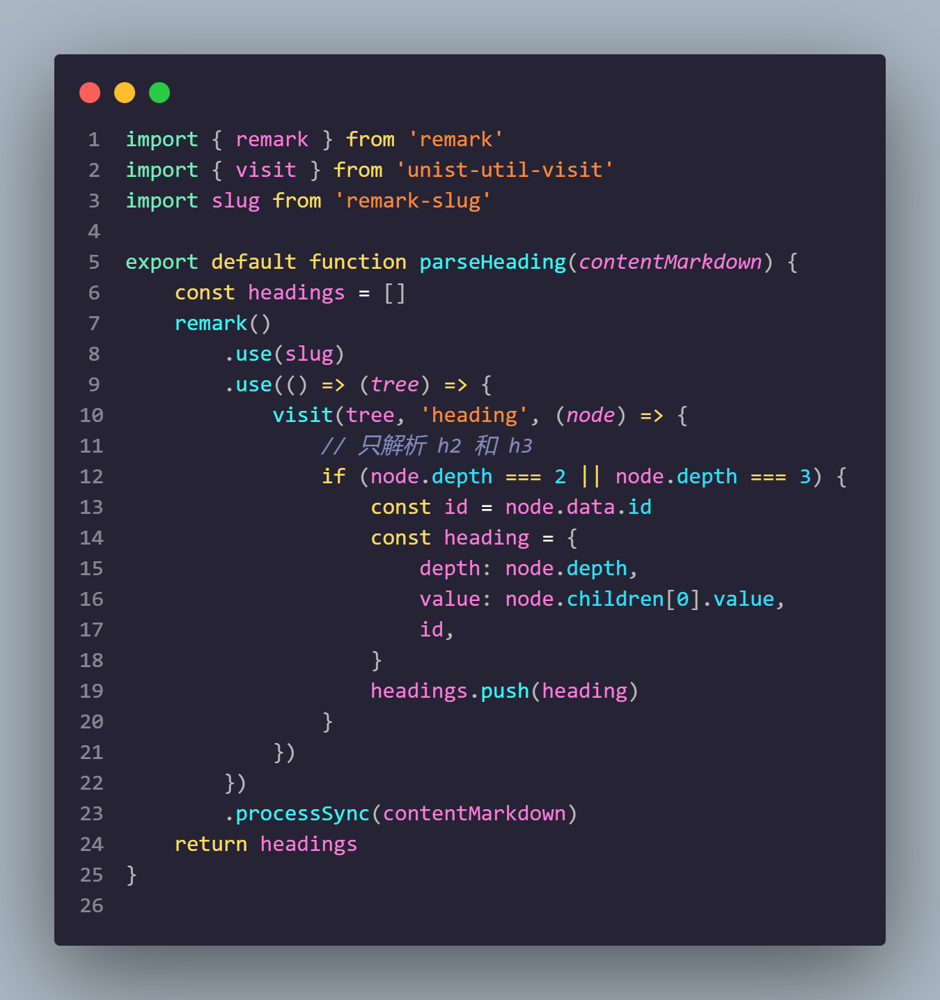 1 import { remark } from 'remark'
2 import { visit } from 'unist-util-visit'
3 import slug from 'remark-slug'
4
5 export default function parseHeading(contentMarkdown) {
6     const headings = []
7     remark()
8         .use(slug)
9         .use(() => (tree) => {
10             visit(tree, 'heading', (node) => {
11                 // 只解析 h2 和 h3
12                 if (node.depth === 2 || node.depth === 3) {
13                     const id = node.data.id
14                     const heading = {
15                         depth: node.depth,
16                         value: node.children[0].value,
17                         id,
18                     }
19                     headings.push(heading)
20                 }
21             })
22         })
23         .processSync(contentMarkdown)
24     return headings
25 }
26